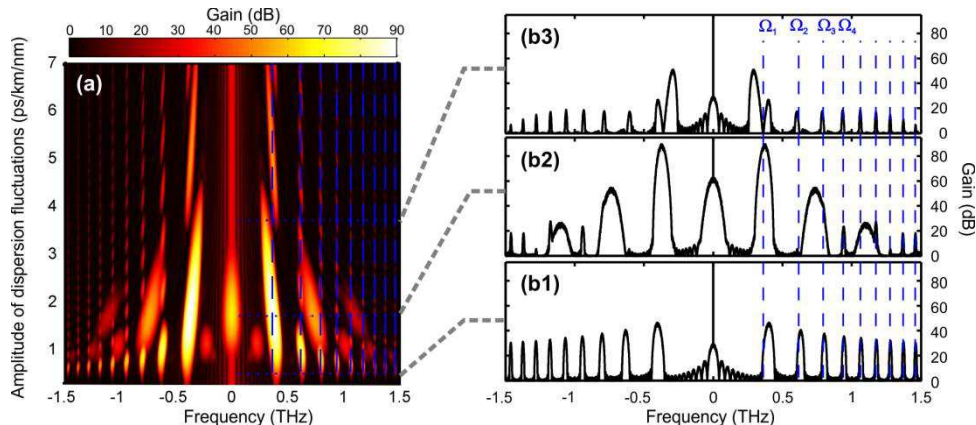 Gain (dB)
0 10 20 30 40 50 60 70 80 90
(a)
Amplitude of dispersion fluctuations (ps/km/nm)
7
6
5
4
3
2
1
-1.5 -1 -0.5 0 0.5 1 1.5
Frequency (THz)
(b3)
Ω1 Ω2 Ω3 Ω4
80
60
40
20
0
(b2)
80
60
40
20
0
Gain (dB)
(b1)
80
60
40
20
0
-1.5 -1 -0.5 0 0.5 1 1.5
Frequency (THz)